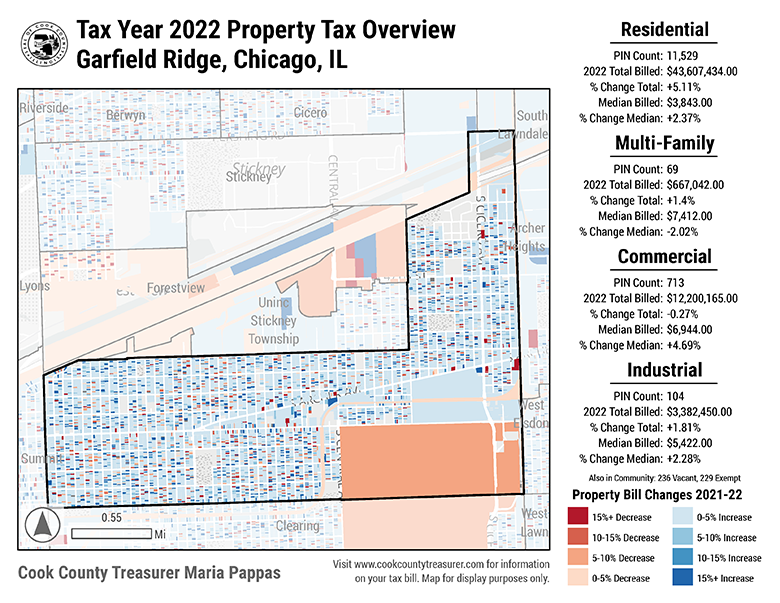 Tax Year 2022 Property Tax Overview
Garfield Ridge, Chicago, IL
Riverside
Berwyn
Cicero
South
Lawndale
Stickney
Stickney
CENTRAL AV
S CICERO AV
Archer
Heights
Lyons
Forestview
Uninc
Stickney
Township
West
Elsdon
Summit
Clearing
West
Lawn
0.55
Mi
Residential
PIN Count: 11,529
2022 Total Billed: $43,607,434.00
% Change Total: +5.11%
Median Billed: $3,843.00
% Change Median: +2.37%
Multi-Family
PIN Count: 69
2022 Total Billed: $667,042.00
% Change Total: +1.4%
Median Billed: $7,412.00
% Change Median: -2.02%
Commercial
PIN Count: 713
2022 Total Billed: $12,200,165.00
% Change Total: -0.27%
Median Billed: $6,944.00
% Change Median: +4.69%
Industrial
PIN Count: 104
2022 Total Billed: $3,382,450.00
% Change Total: +1.81%
Median Billed: $5,422.00
% Change Median: +2.28%
Also in Community: 236 Vacant, 229 Exempt
Property Bill Changes 2021-22
15%+ Decrease
0-5% Increase
10-15% Decrease
5-10% Increase
5-10% Decrease
10-15% Increase
0-5% Decrease
15%+ Increase
Cook County Treasurer Maria Pappas
Visit www.cookcountytreasurer.com for information
on your tax bill. Map for display purposes only.